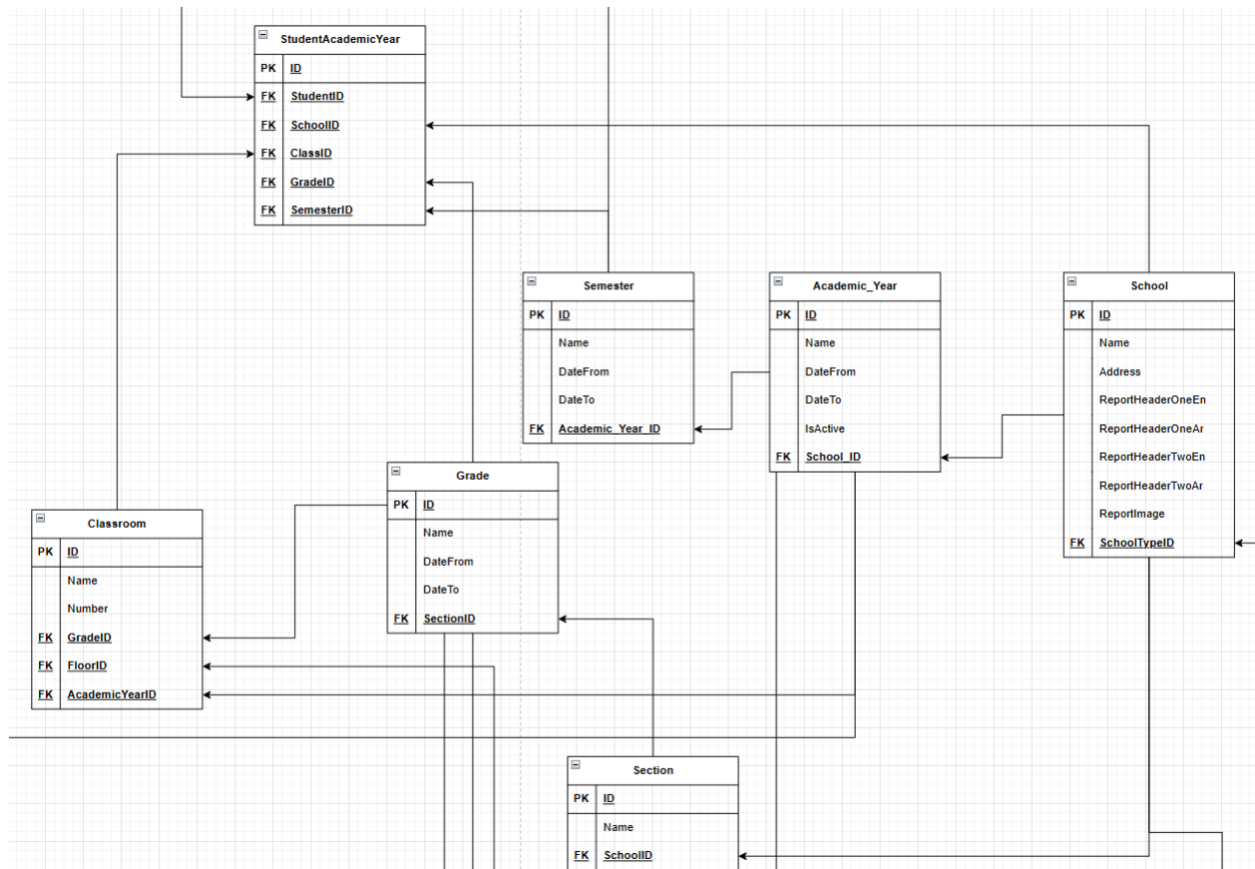 StudentAcademicYear
PK ID
FK StudentID
FK SchoolID
FK ClassID
FK GradeID
FK SemesterID
Semester
PK ID
Name
DateFrom
DateTo
FK Academic_Year_ID
Academic_Year
PK ID
Name
DateFrom
DateTo
IsActive
FK School_ID
School
PK ID
Name
Address
ReportHeaderOneEn
ReportHeaderOneAr
ReportHeaderTwoEn
ReportHeaderTwoAr
ReportImage
FK SchoolTypeID
Grade
PK ID
Name
DateFrom
DateTo
FK SectionID
Classroom
PK ID
Name
Number
FK GradeID
FK FloorID
FK AcademicYearID
Section
PK ID
Name
FK SchoolID